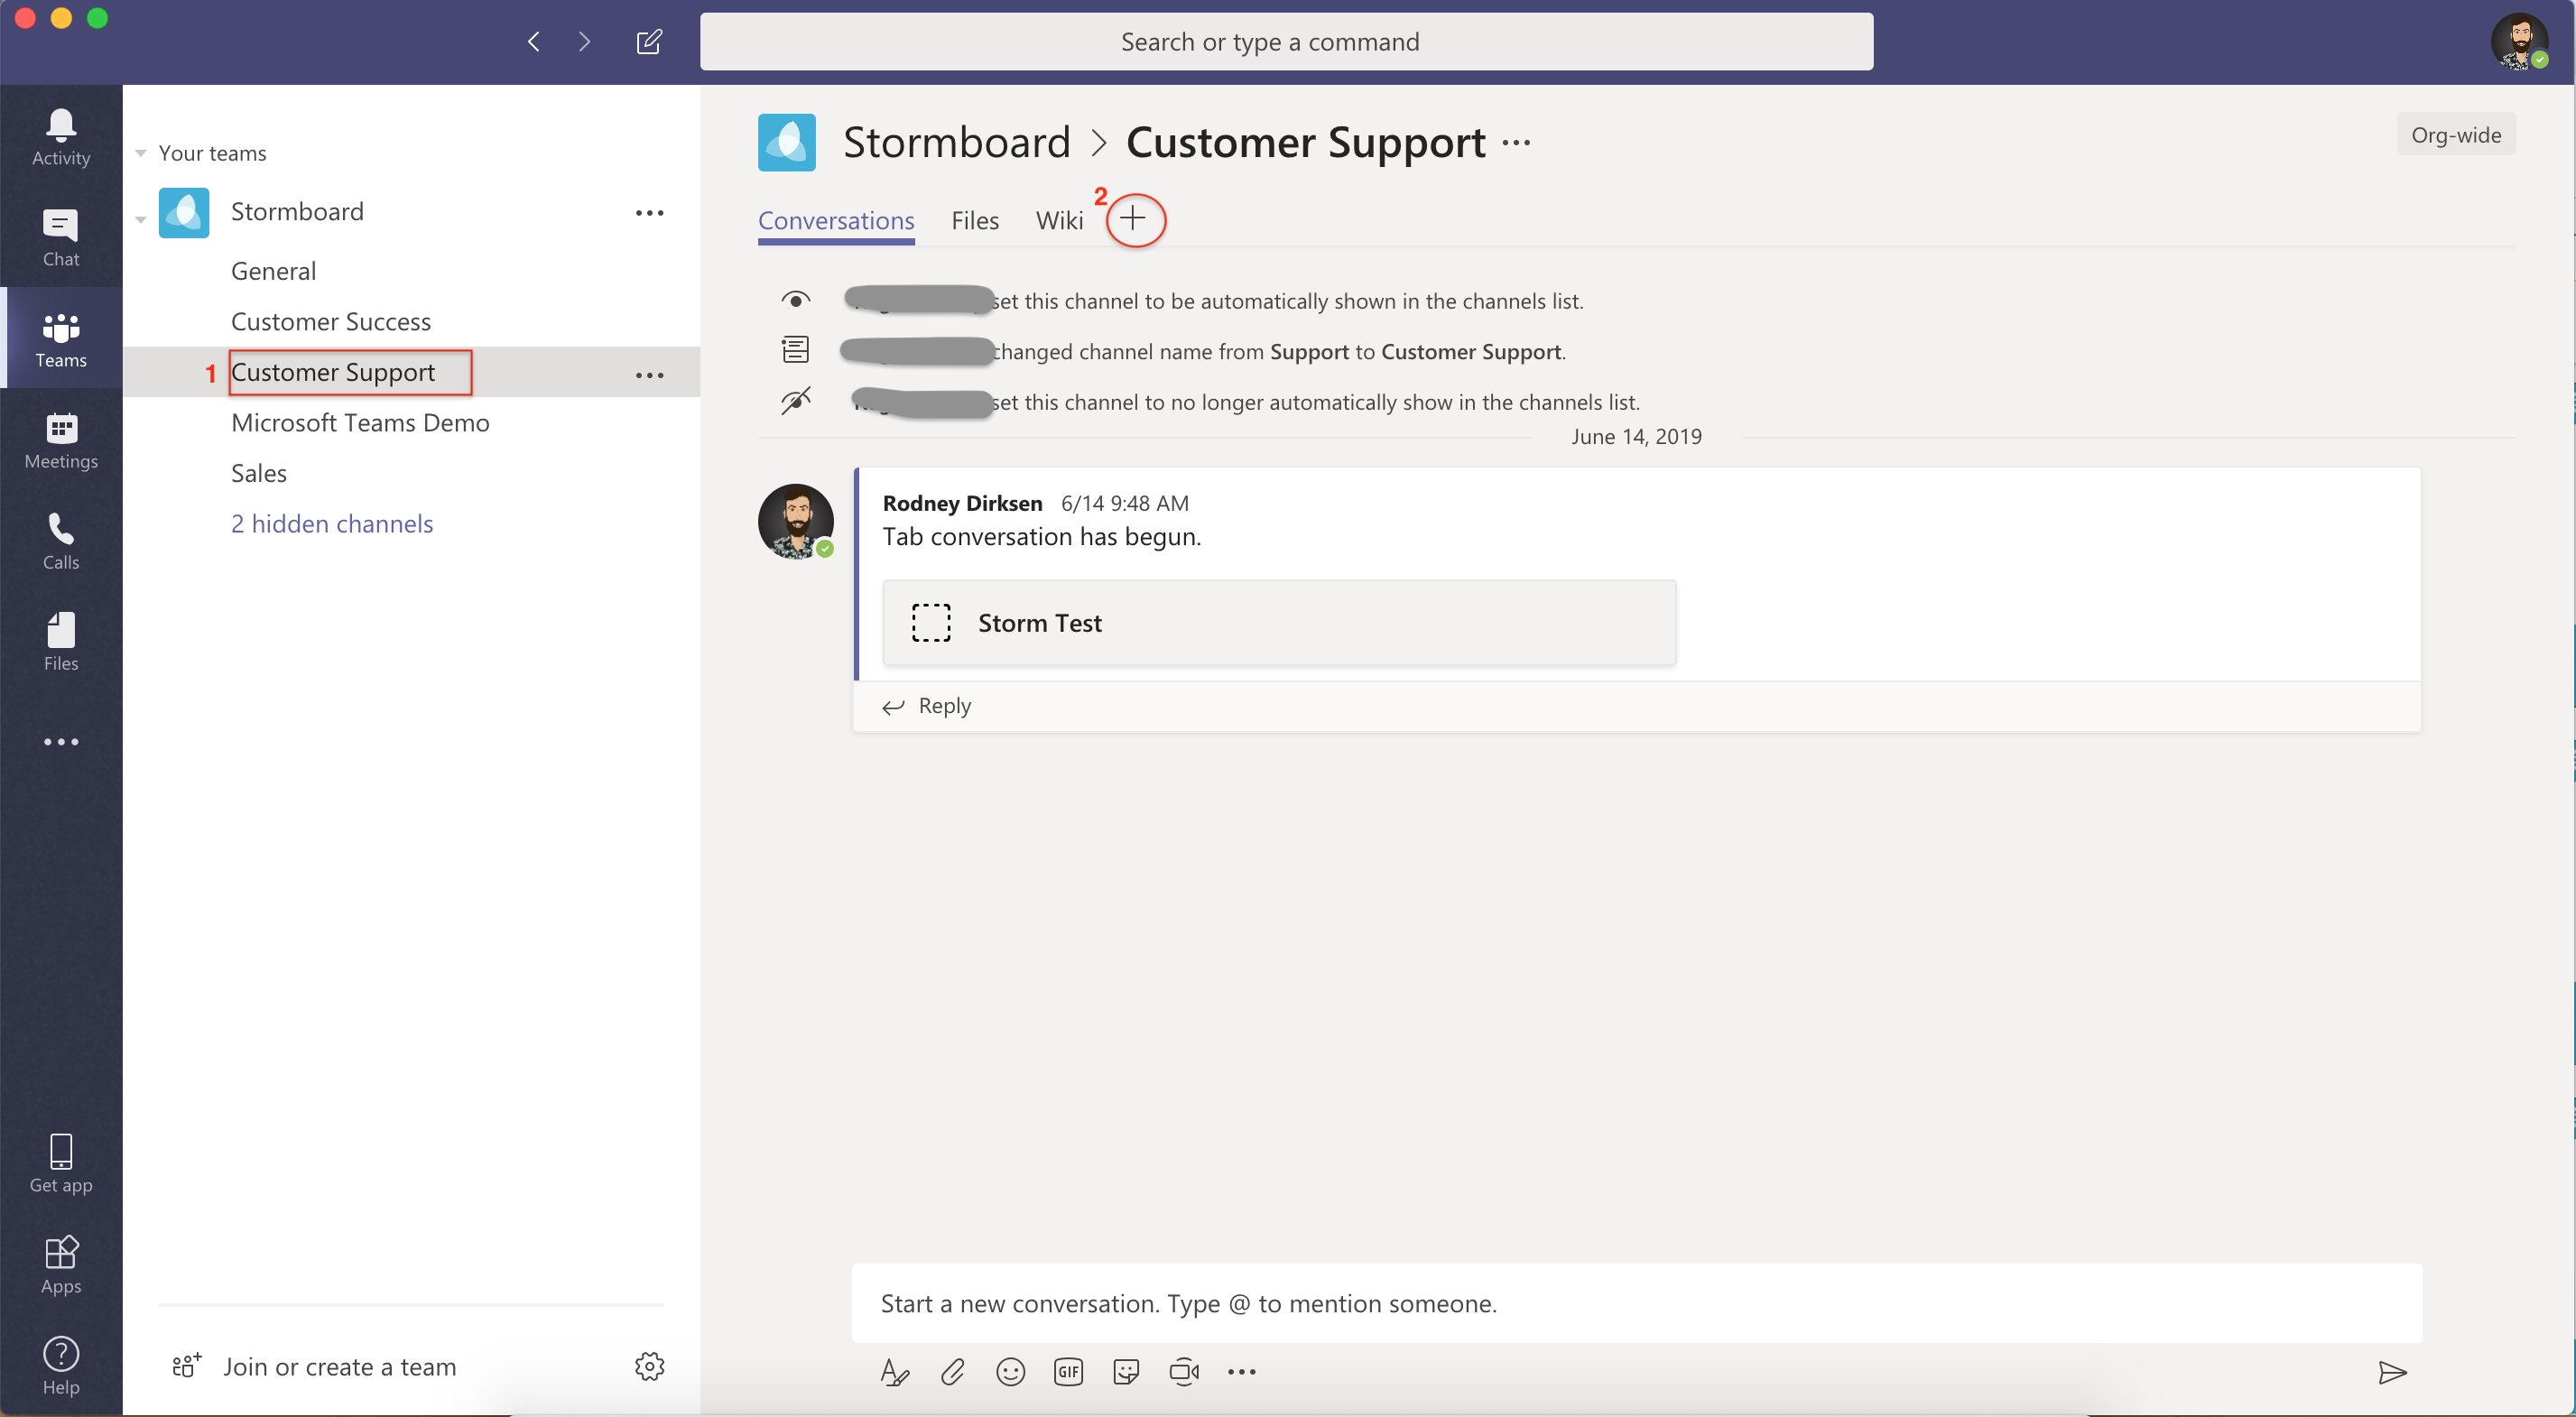 Search or type a command
Activity
Chat
Teams
Meetings
Calls
Files
Get app
Apps
Help
Your teams
Stormboard
General
Customer Success
1 Customer Support
Microsoft Teams Demo
Sales
2 hidden channels
Join or create a team
Stormboard > Customer Support
Org-wide
Conversations Files Wiki 2
set this channel to be automatically shown in the channels list.
changed channel name from Support to Customer Support.
set this channel to no longer automatically show in the channels list.
June 14, 2019
Rodney Dirksen 6/14 9:48 AM
Tab conversation has begun.
Storm Test
Reply
Start a new conversation. Type @ to mention someone.
GIF